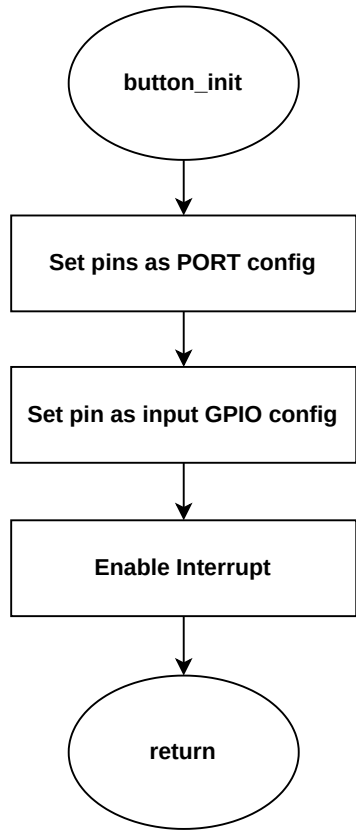 button_init
Set pins as PORT config
Set pin as input GPIO config
Enable Interrupt
return